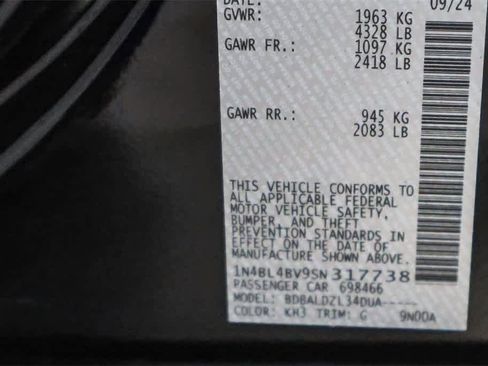 DATE: 09/24
GVWR: 1963 KG
4328 LB
GAWR FR.: 1097 KG
2418 LB
GAWR RR.: 945 KG
2083 LB
THIS VEHICLE CONFORMS TO
ALL APPLICABLE FEDERAL
MOTOR VEHICLE SAFETY,
BUMPER, AND THEFT
PREVENTION STANDARDS IN
EFFECT ON THE DATE OF
MANUFACTURE SHOWN ABOVE.
1N4BL4BV9SN317738
PASSENGER CAR 698466
MODEL: BDBALDZL34DUA-----
COLOR: KH3 TRIM: G 9N00A